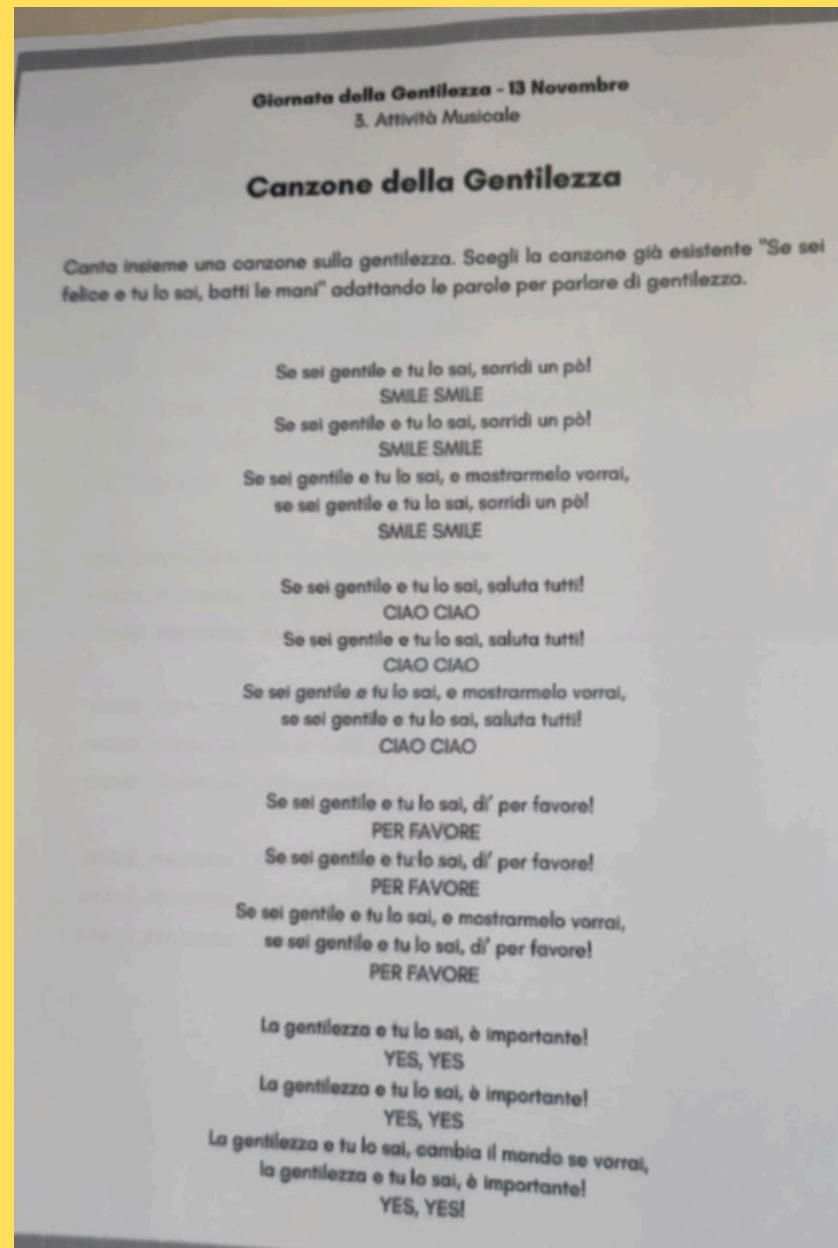 Giornata della Gentilezza - 13 Novembre
3. Attività Musicale
Canzone della Gentilezza
Canta insieme una canzone sulla gentilezza. Scegli la canzone già esistente "Se sei
felice e tu lo sai, batti le mani" adattando le parole per parlare di gentilezza.
Se sei gentile e tu lo sai, sorridi un pò!
SMILE SMILE
Se sei gentile e tu lo sai, sorridi un pò!
SMILE SMILE
Se sei gentile e tu lo sai, e mostrarmelo vorrai,
se sei gentile e tu lo sai, sorridi un pò!
SMILE SMILE
Se sei gentile e tu lo sai, saluta tutti!
CIAO CIAO
Se sei gentile e tu lo sai, saluta tutti!
CIAO CIAO
Se sei gentile e tu lo sai, e mostrarmelo vorrai,
se sei gentile e tu lo sai, saluta tutti!
CIAO CIAO
Se sei gentile e tu lo sai, di' per favore!
PER FAVORE
Se sei gentile e tu lo sai, di' per favore!
PER FAVORE
Se sei gentile e tu lo sai, e mostrarmelo vorrai,
se sei gentile e tu lo sai, di' per favore!
PER FAVORE
La gentilezza e tu lo sai, è importante!
YES, YES
La gentilezza e tu lo sai, è importante!
YES, YES
La gentilezza e tu lo sai, cambia il mondo se vorrai,
la gentilezza e tu lo sai, è importante!
YES, YES!